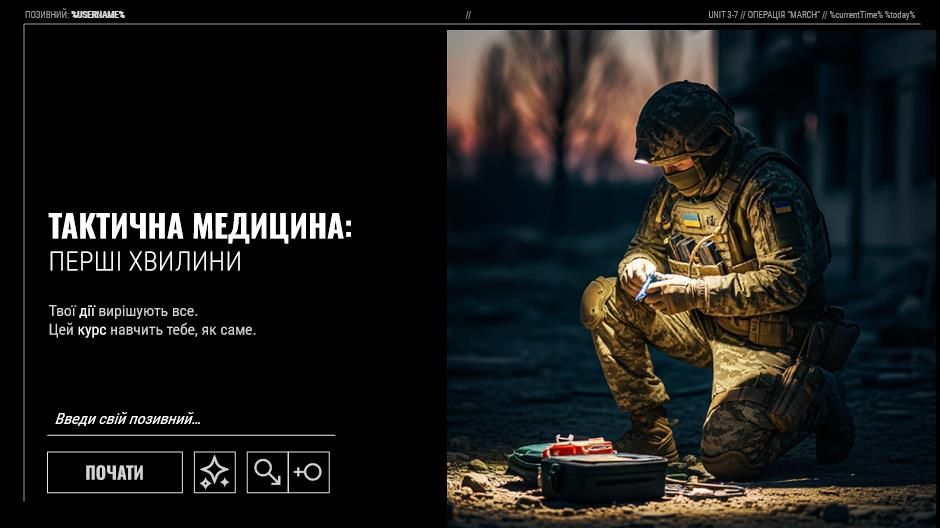 ПОЗИВНИЙ: %USERNAME%
//
UNIT 3-7 // ОПЕРАЦІЯ "MARCH" // %currentTime% %today%
ТАКТИЧНА МЕДИЦИНА:
ПЕРШІ ХВИЛИНИ
Твої дії вирішують все.
Цей курс навчить тебе, як саме.
Введи свій позивний...
ПОЧАТИ